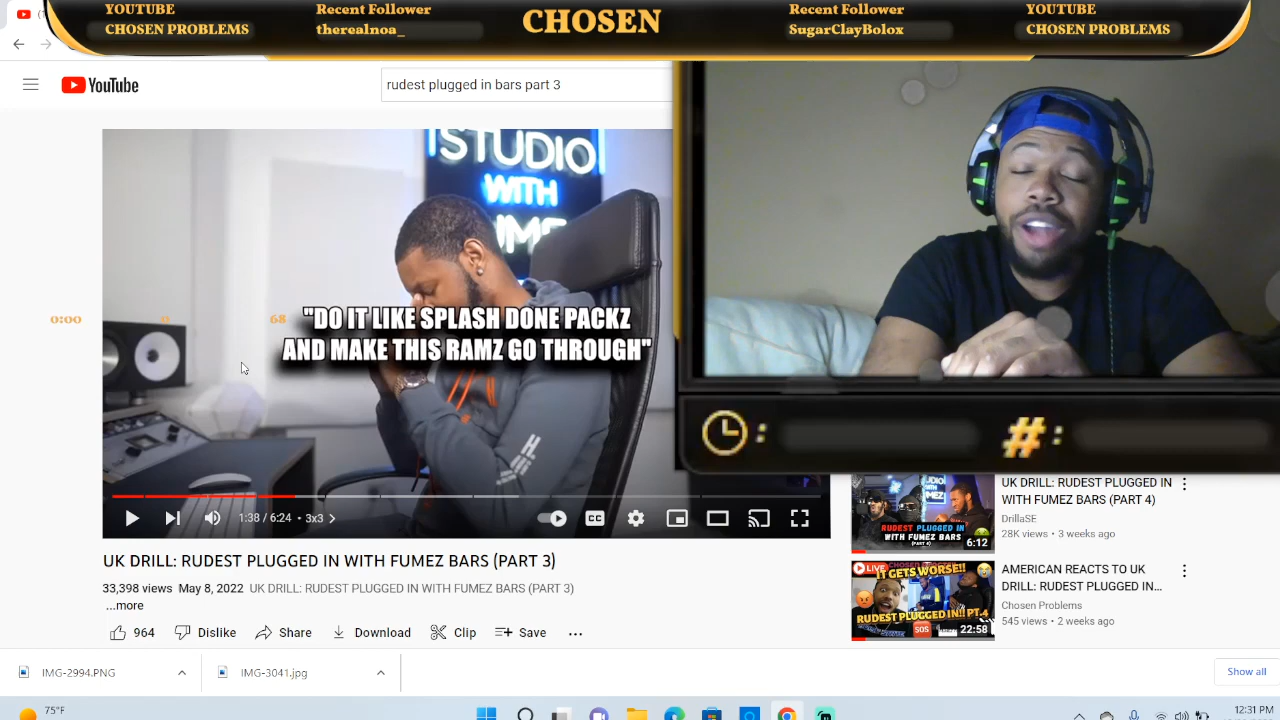 YOUTUBE
CHOSEN PROBLEMS
Recent Follower
therealnoa_
CHOSEN
Recent Follower
SugarClayBolox
YOUTUBE
CHOSEN PROBLEMS
YouTube
rudest plugged in bars part 3
STUDIO
WITH
0:00
0
68
"DO IT LIKE SPLASH DONE PACKZ
AND MAKE THIS RAMZ GO THROUGH"
:
#:
1:38 / 6:24 • 3x3
CC
UK DRILL: RUDEST PLUGGED IN WITH FUMEZ BARS (PART 3)
33,398 views May 8, 2022 UK DRILL: RUDEST PLUGGED IN WITH FUMEZ BARS (PART 3)
...more
964
Dislike
Share
Download
Clip
Save
RUDEST PLUGGED IN
WITH FUMEZ BARS
(PART 4)
6:12
UK DRILL: RUDEST PLUGGED IN
WITH FUMEZ BARS (PART 4)
DrillaSE
28K views • 3 weeks ago
LIVE
IT GETS WORSE!!
RUDEST PLUGGED IN!! PT.4
SOS
22:58
AMERICAN REACTS TO UK
DRILL: RUDEST PLUGGED IN...
Chosen Problems
545 views • 2 weeks ago
IMG-2994.PNG
IMG-3041.jpg
Show all
75°F
12:31 PM